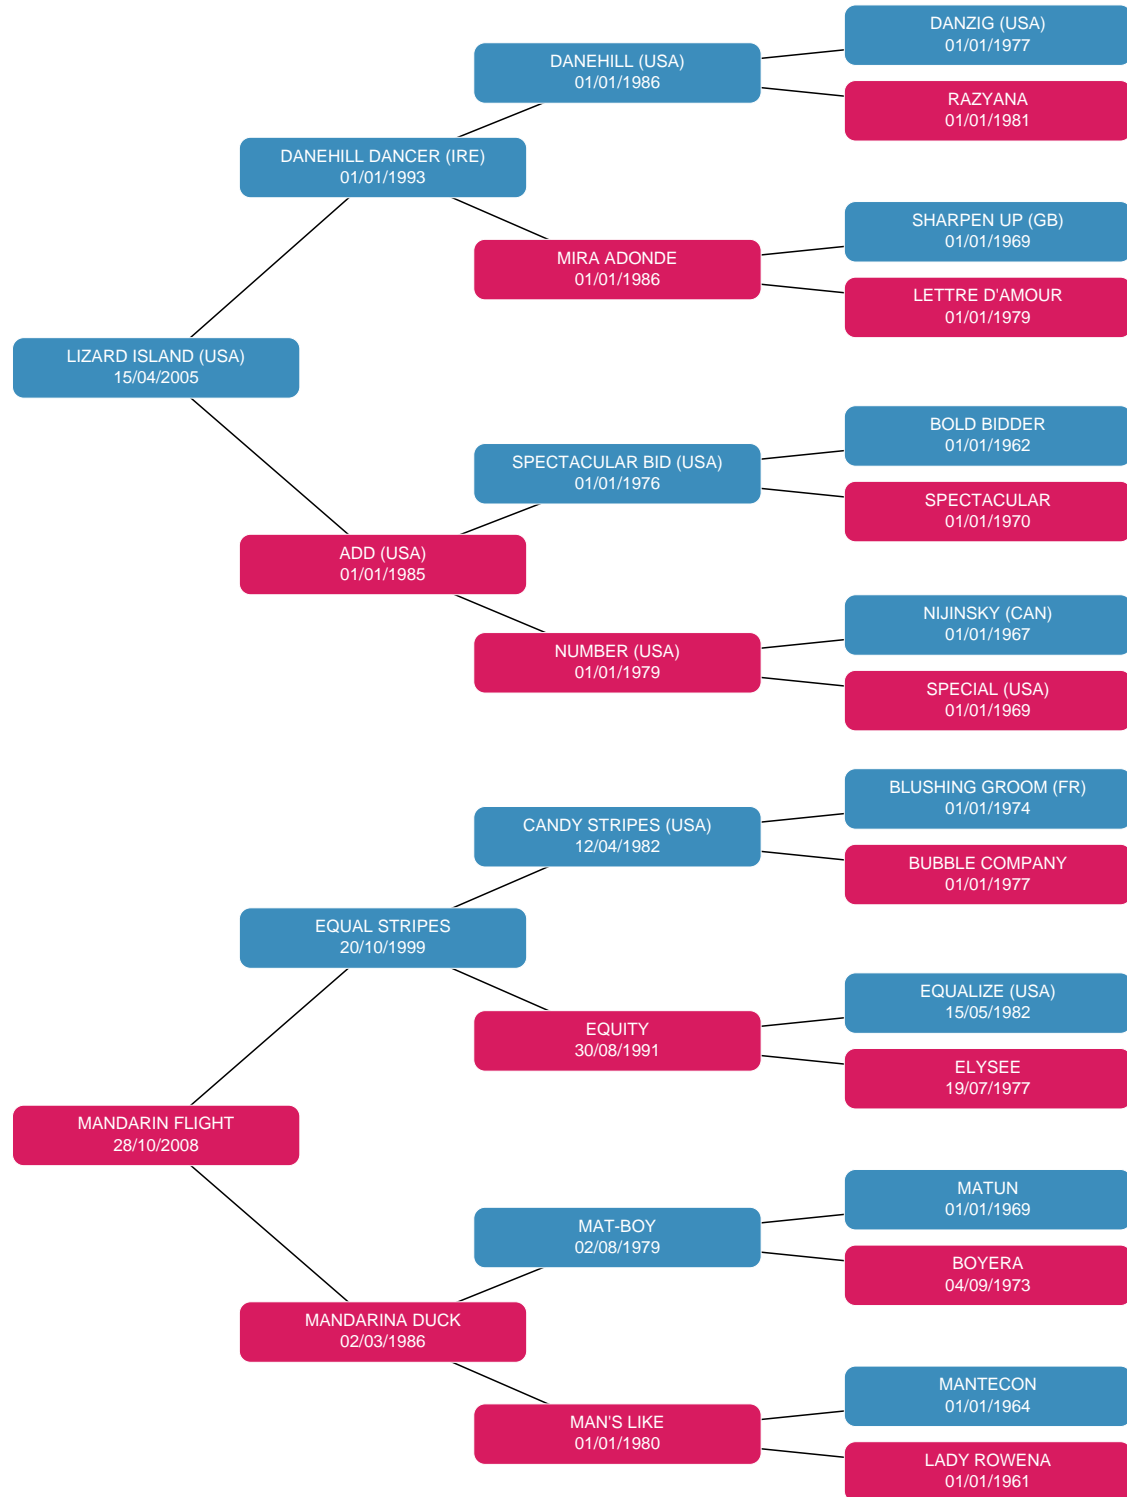 DANZIG (USA)
01/01/1977
DANEHILL (USA)
01/01/1986
RAZYANA
01/01/1981
DANEHILL DANCER (IRE)
01/01/1993
SHARPEN UP (GB)
01/01/1969
MIRA ADONDE
01/01/1986
LETTRE D'AMOUR
01/01/1979
LIZARD ISLAND (USA)
15/04/2005
BOLD BIDDER
01/01/1962
SPECTACULAR BID (USA)
01/01/1976
SPECTACULAR
01/01/1970
ADD (USA)
01/01/1985
NIJINSKY (CAN)
01/01/1967
NUMBER (USA)
01/01/1979
SPECIAL (USA)
01/01/1969
BLUSHING GROOM (FR)
01/01/1974
CANDY STRIPES (USA)
12/04/1982
BUBBLE COMPANY
01/01/1977
EQUAL STRIPES
20/10/1999
EQUALIZE (USA)
15/05/1982
EQUITY
30/08/1991
ELYSEE
19/07/1977
MANDARIN FLIGHT
28/10/2008
MATUN
01/01/1969
MAT-BOY
02/08/1979
BOYERA
04/09/1973
MANDARINA DUCK
02/03/1986
MANTECON
01/01/1964
MAN'S LIKE
01/01/1980
LADY ROWENA
01/01/1961